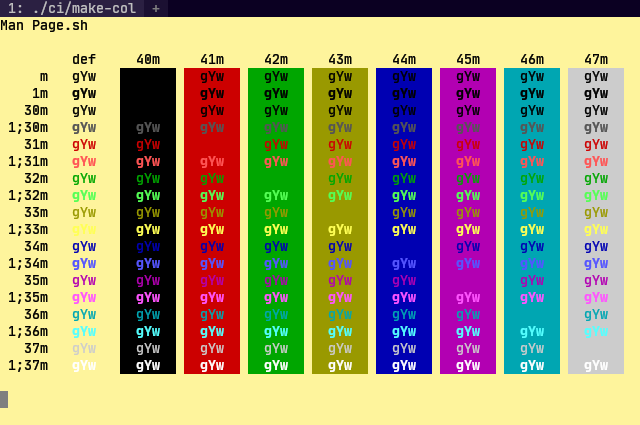 1: ./ci/make-col +
Man Page.sh
def 40m 41m 42m 43m 44m 45m 46m 47m
m gYw gYw gYw gYw gYw gYw gYw gYw
1m gYw gYw gYw gYw gYw gYw gYw gYw
30m gYw gYw gYw gYw gYw gYw gYw gYw
1;30m gYw gYw gYw gYw gYw gYw gYw gYw gYw
31m gYw gYw gYw gYw gYw gYw gYw gYw
1;31m gYw gYw gYw gYw gYw gYw gYw gYw gYw
32m gYw gYw gYw gYw gYw gYw gYw gYw
1;32m gYw gYw gYw gYw gYw gYw gYw gYw gYw
33m gYw gYw gYw gYw gYw gYw gYw gYw
1;33m gYw gYw gYw gYw gYw gYw gYw gYw gYw
34m gYw gYw gYw gYw gYw gYw gYw gYw
1;34m gYw gYw gYw gYw gYw gYw gYw gYw gYw
35m gYw gYw gYw gYw gYw gYw gYw gYw
1;35m gYw gYw gYw gYw gYw gYw gYw gYw gYw
36m gYw gYw gYw gYw gYw gYw gYw gYw
1;36m gYw gYw gYw gYw gYw gYw gYw gYw gYw
37m gYw gYw gYw gYw gYw gYw gYw gYw
1;37m gYw gYw gYw gYw gYw gYw gYw gYw gYw